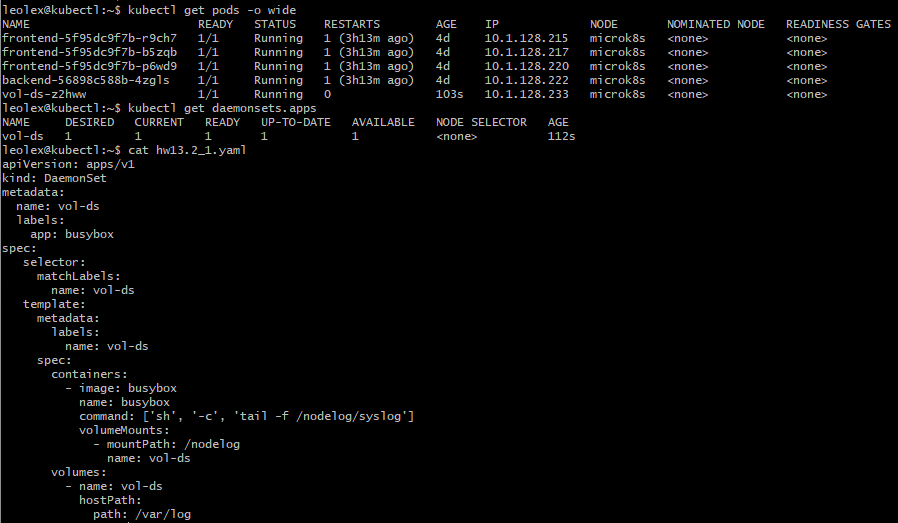 leolex@kubectl:~$ kubectl get pods -o wide
NAME                        READY   STATUS    RESTARTS        AGE    IP             NODE       NOMINATED NODE   READINESS GATES
frontend-5f95dc9f7b-r9ch7   1/1     Running   1 (3h13m ago)   4d     10.1.128.215   microk8s   <none>           <none>
frontend-5f95dc9f7b-b5zqb   1/1     Running   1 (3h13m ago)   4d     10.1.128.217   microk8s   <none>           <none>
frontend-5f95dc9f7b-p6wd9   1/1     Running   1 (3h13m ago)   4d     10.1.128.220   microk8s   <none>           <none>
backend-56898c588b-4zgls    1/1     Running   1 (3h13m ago)   4d     10.1.128.222   microk8s   <none>           <none>
vol-ds-z2hww                1/1     Running   0               103s   10.1.128.233   microk8s   <none>           <none>
leolex@kubectl:~$ kubectl get daemonsets.apps
NAME     DESIRED   CURRENT   READY   UP-TO-DATE   AVAILABLE   NODE SELECTOR   AGE
vol-ds   1         1         1       1            1           <none>          112s
leolex@kubectl:~$ cat hw13.2_1.yaml
apiVersion: apps/v1
kind: DaemonSet
metadata:
  name: vol-ds
  labels:
    app: busybox
spec:
   selector:
     matchLabels:
       name: vol-ds
   template:
     metadata:
       labels:
         name: vol-ds
     spec:
       containers:
         - image: busybox
           name: busybox
           command: ['sh', '-c', 'tail -f /nodelog/syslog']
           volumeMounts:
             - mountPath: /nodelog
               name: vol-ds
       volumes:
         - name: vol-ds
           hostPath:
             path: /var/log